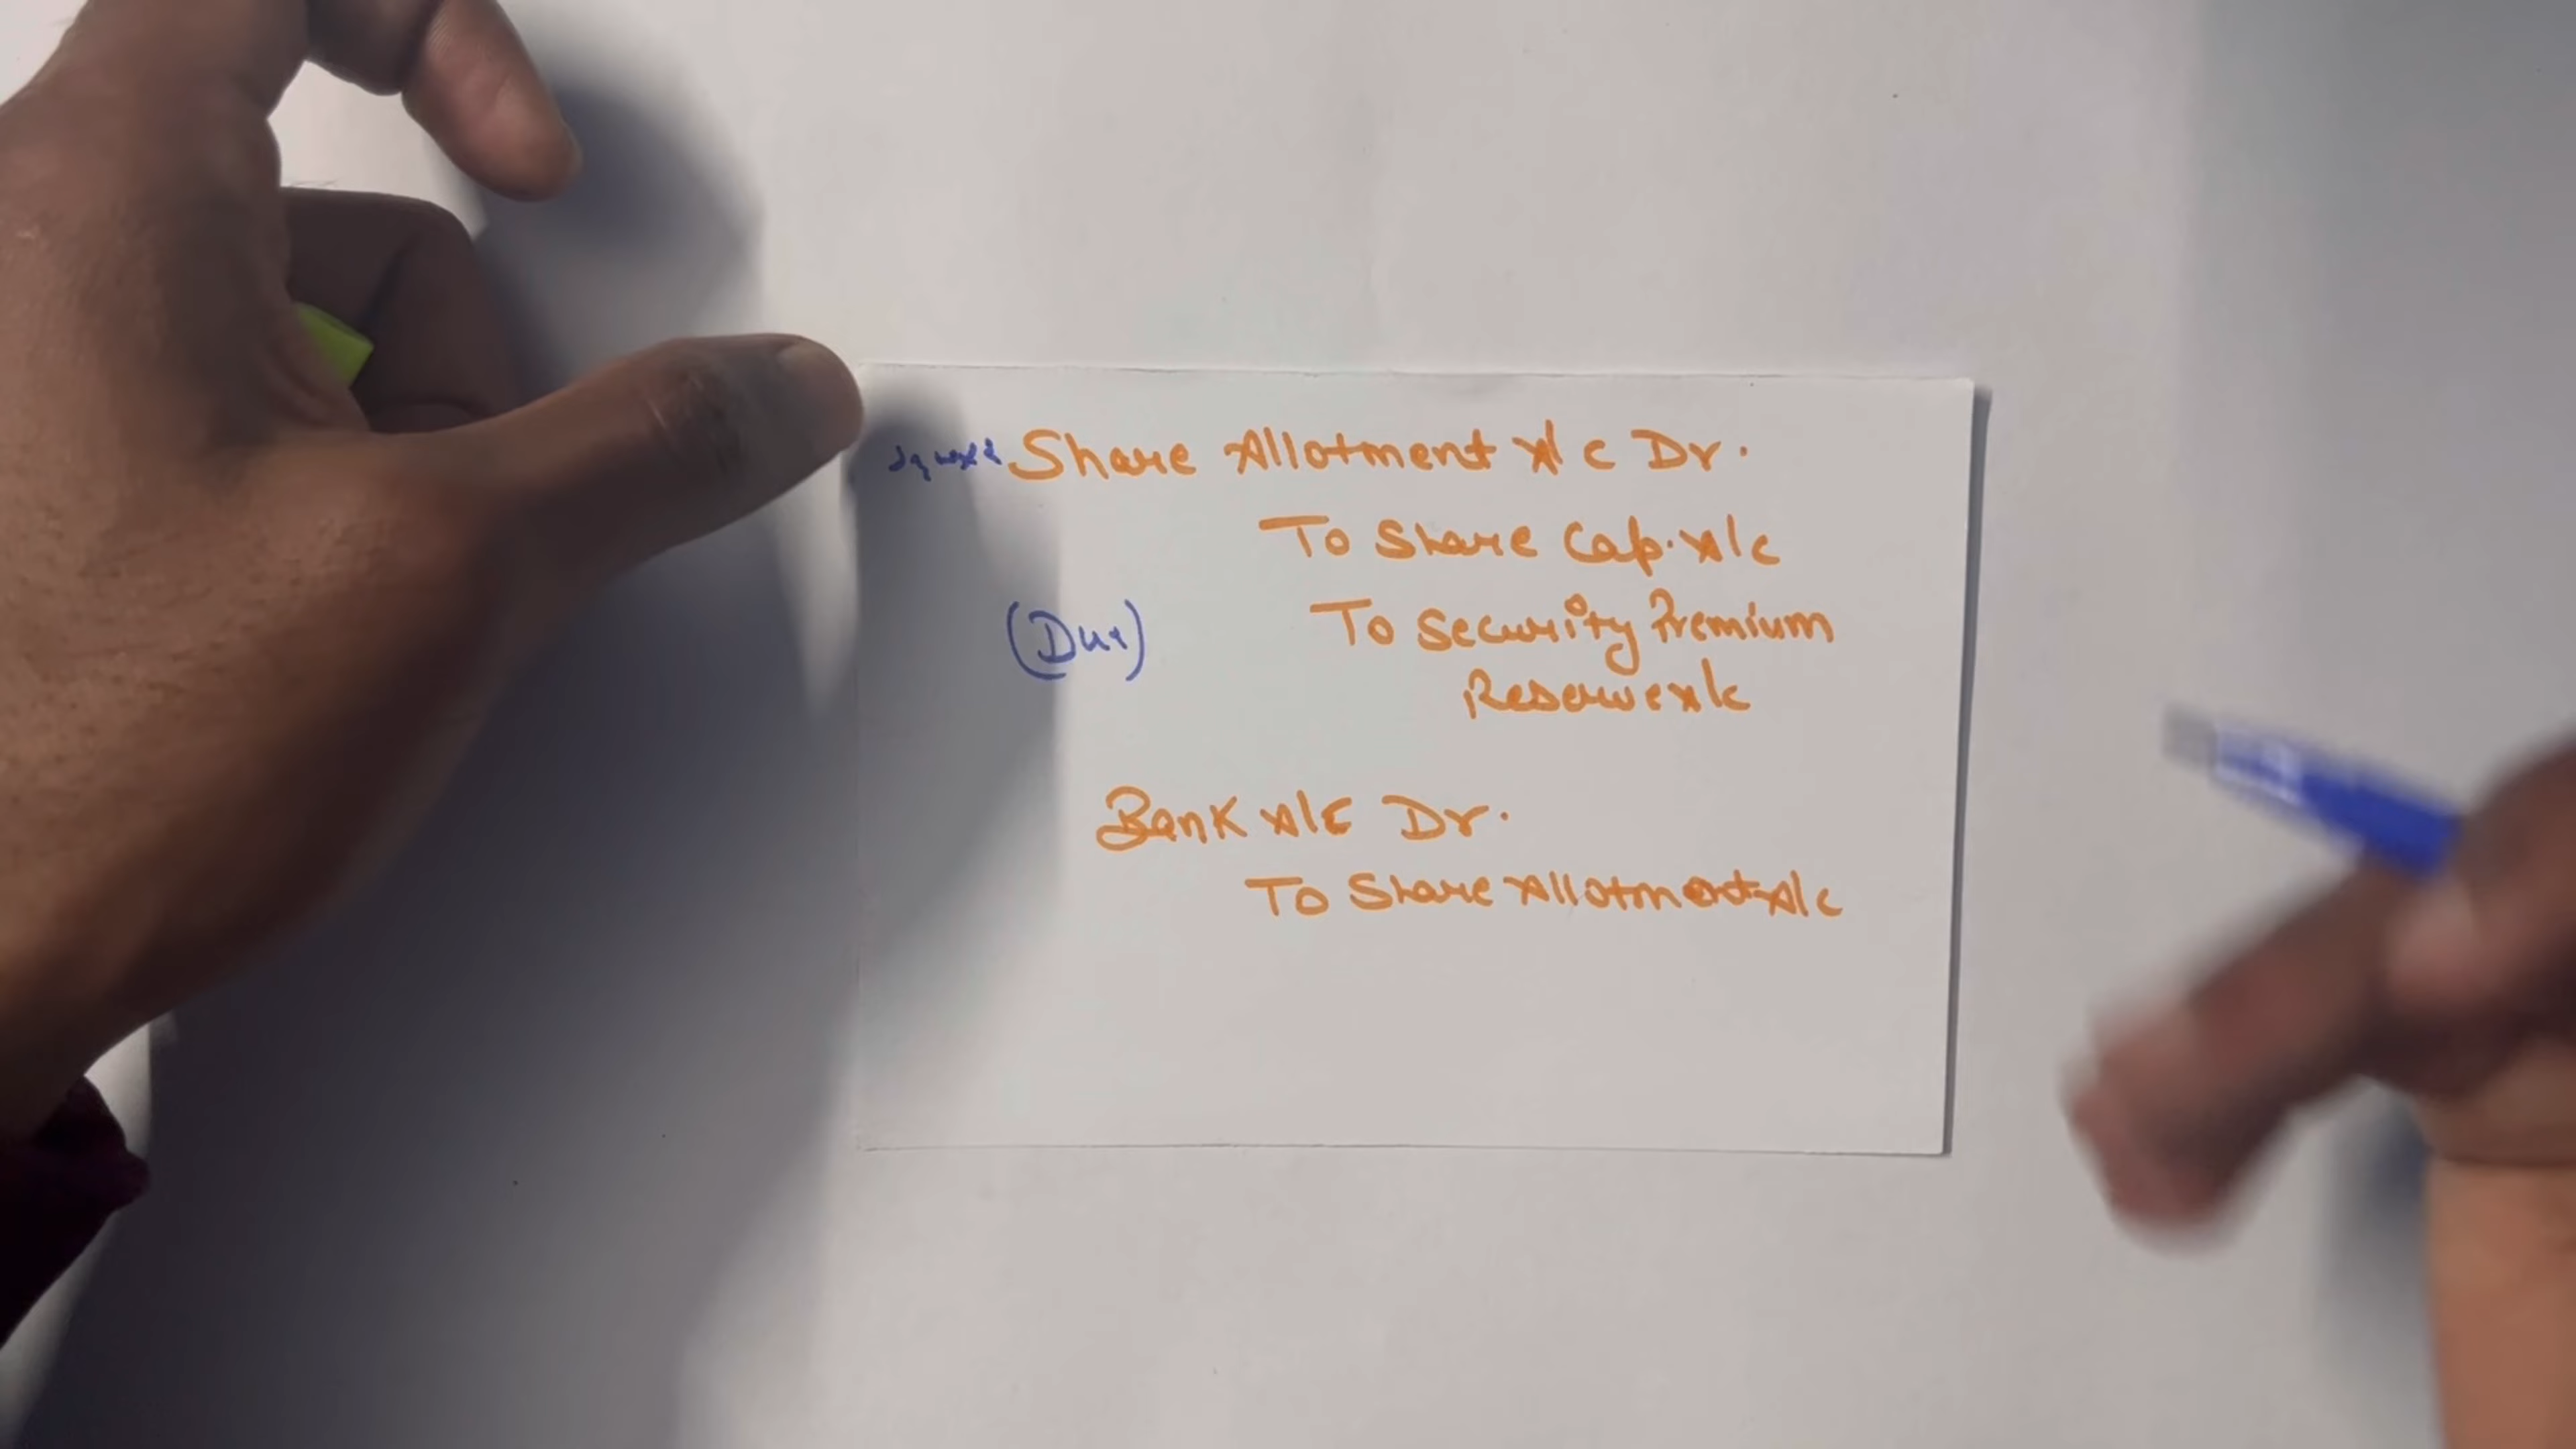 Share Allotment A/c Dr.
To Share Cap. A/c
(Due)
To Security Premium
Reserve A/c
Bank A/c Dr.
To Share Allotment A/c